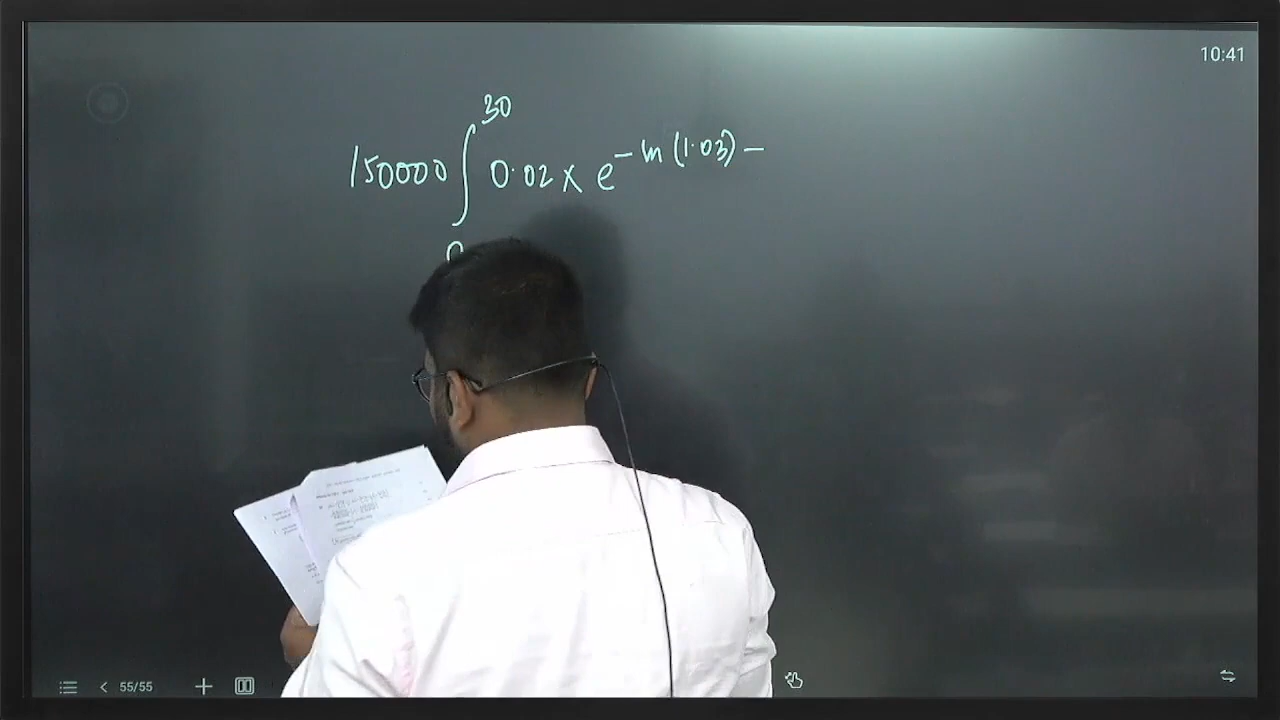 10:41
30
150000 ∫ 0.02 x e^{- ln (1.03) -
0
55/55